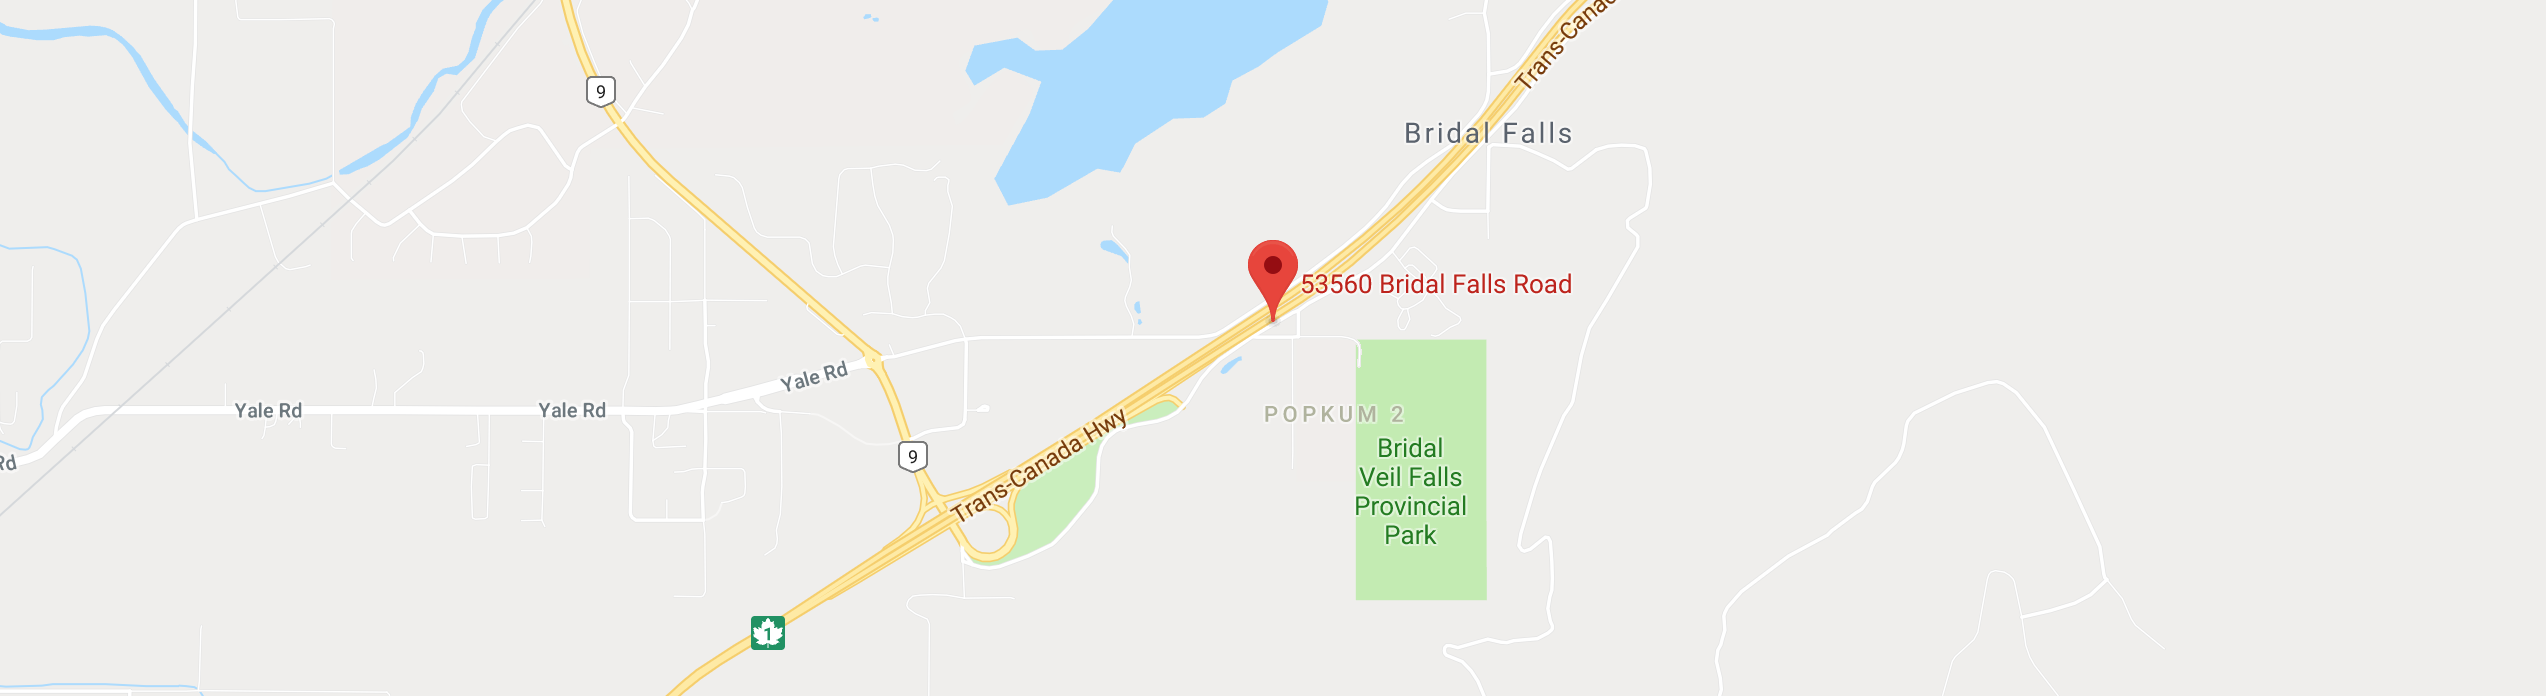 Trans-Canad
9
Bridal Falls
53560 Bridal Falls Road
Yale Rd
Yale Rd
Yale Rd
POPKUM 2
Trans-Canada Hwy
Bridal
Veil Falls
Provincial
Park
9
Rd
1